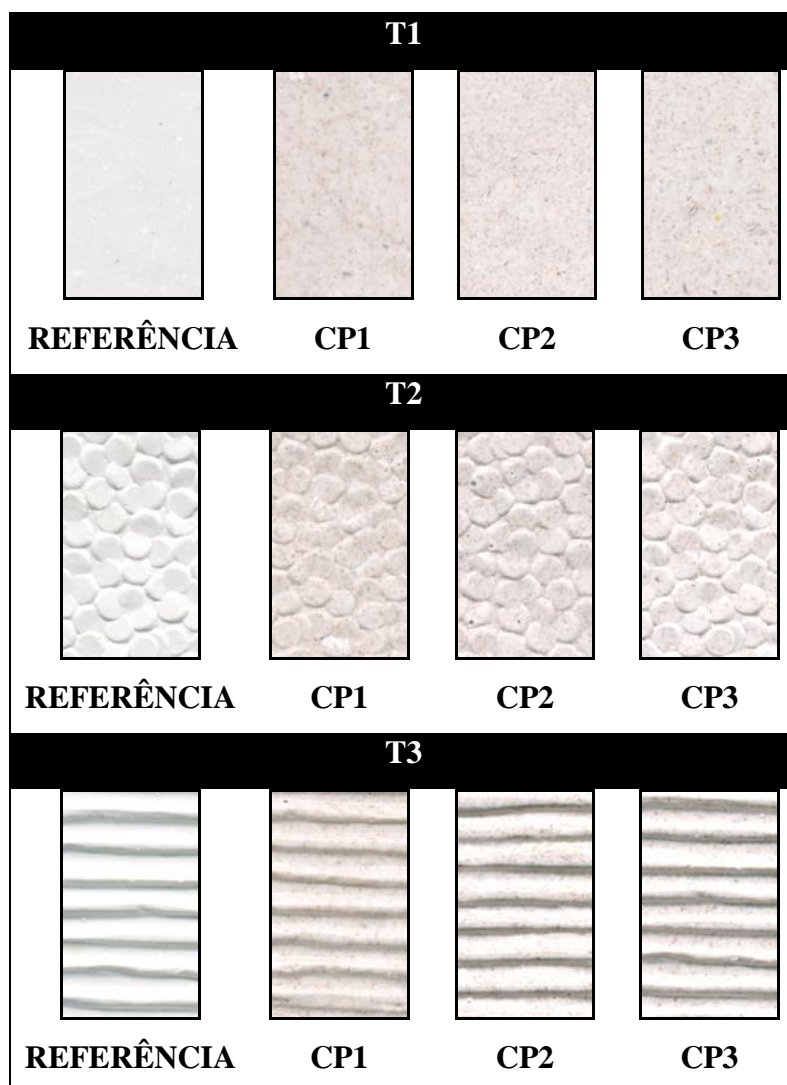 T1
REFERÊNCIA CP1 CP2 CP3
T2
REFERÊNCIA CP1 CP2 CP3
T3
REFERÊNCIA CP1 CP2 CP3